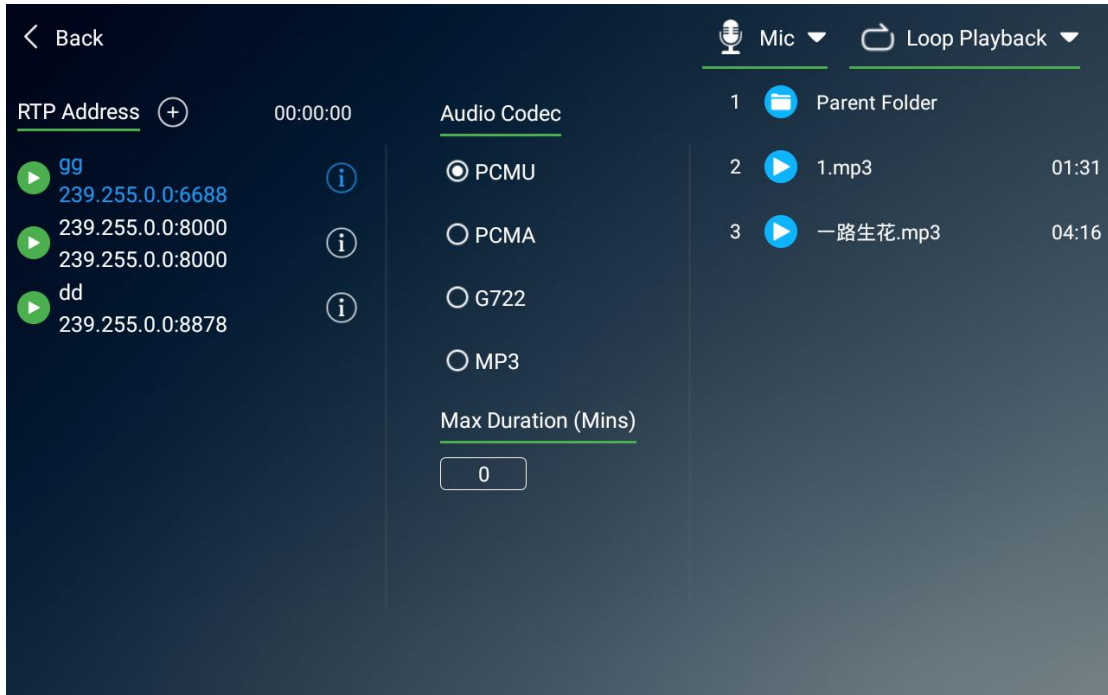 Back
Mic
Loop Playback
RTP Address
00:00:00
gg
239.255.0.0:6688
239.255.0.0:8000
239.255.0.0:8000
dd
239.255.0.0:8878
Audio Codec
PCMU
PCMA
G722
MP3
Max Duration (Mins)
0
1 Parent Folder
2 1.mp3 01:31
3 一路生花.mp3 04:16